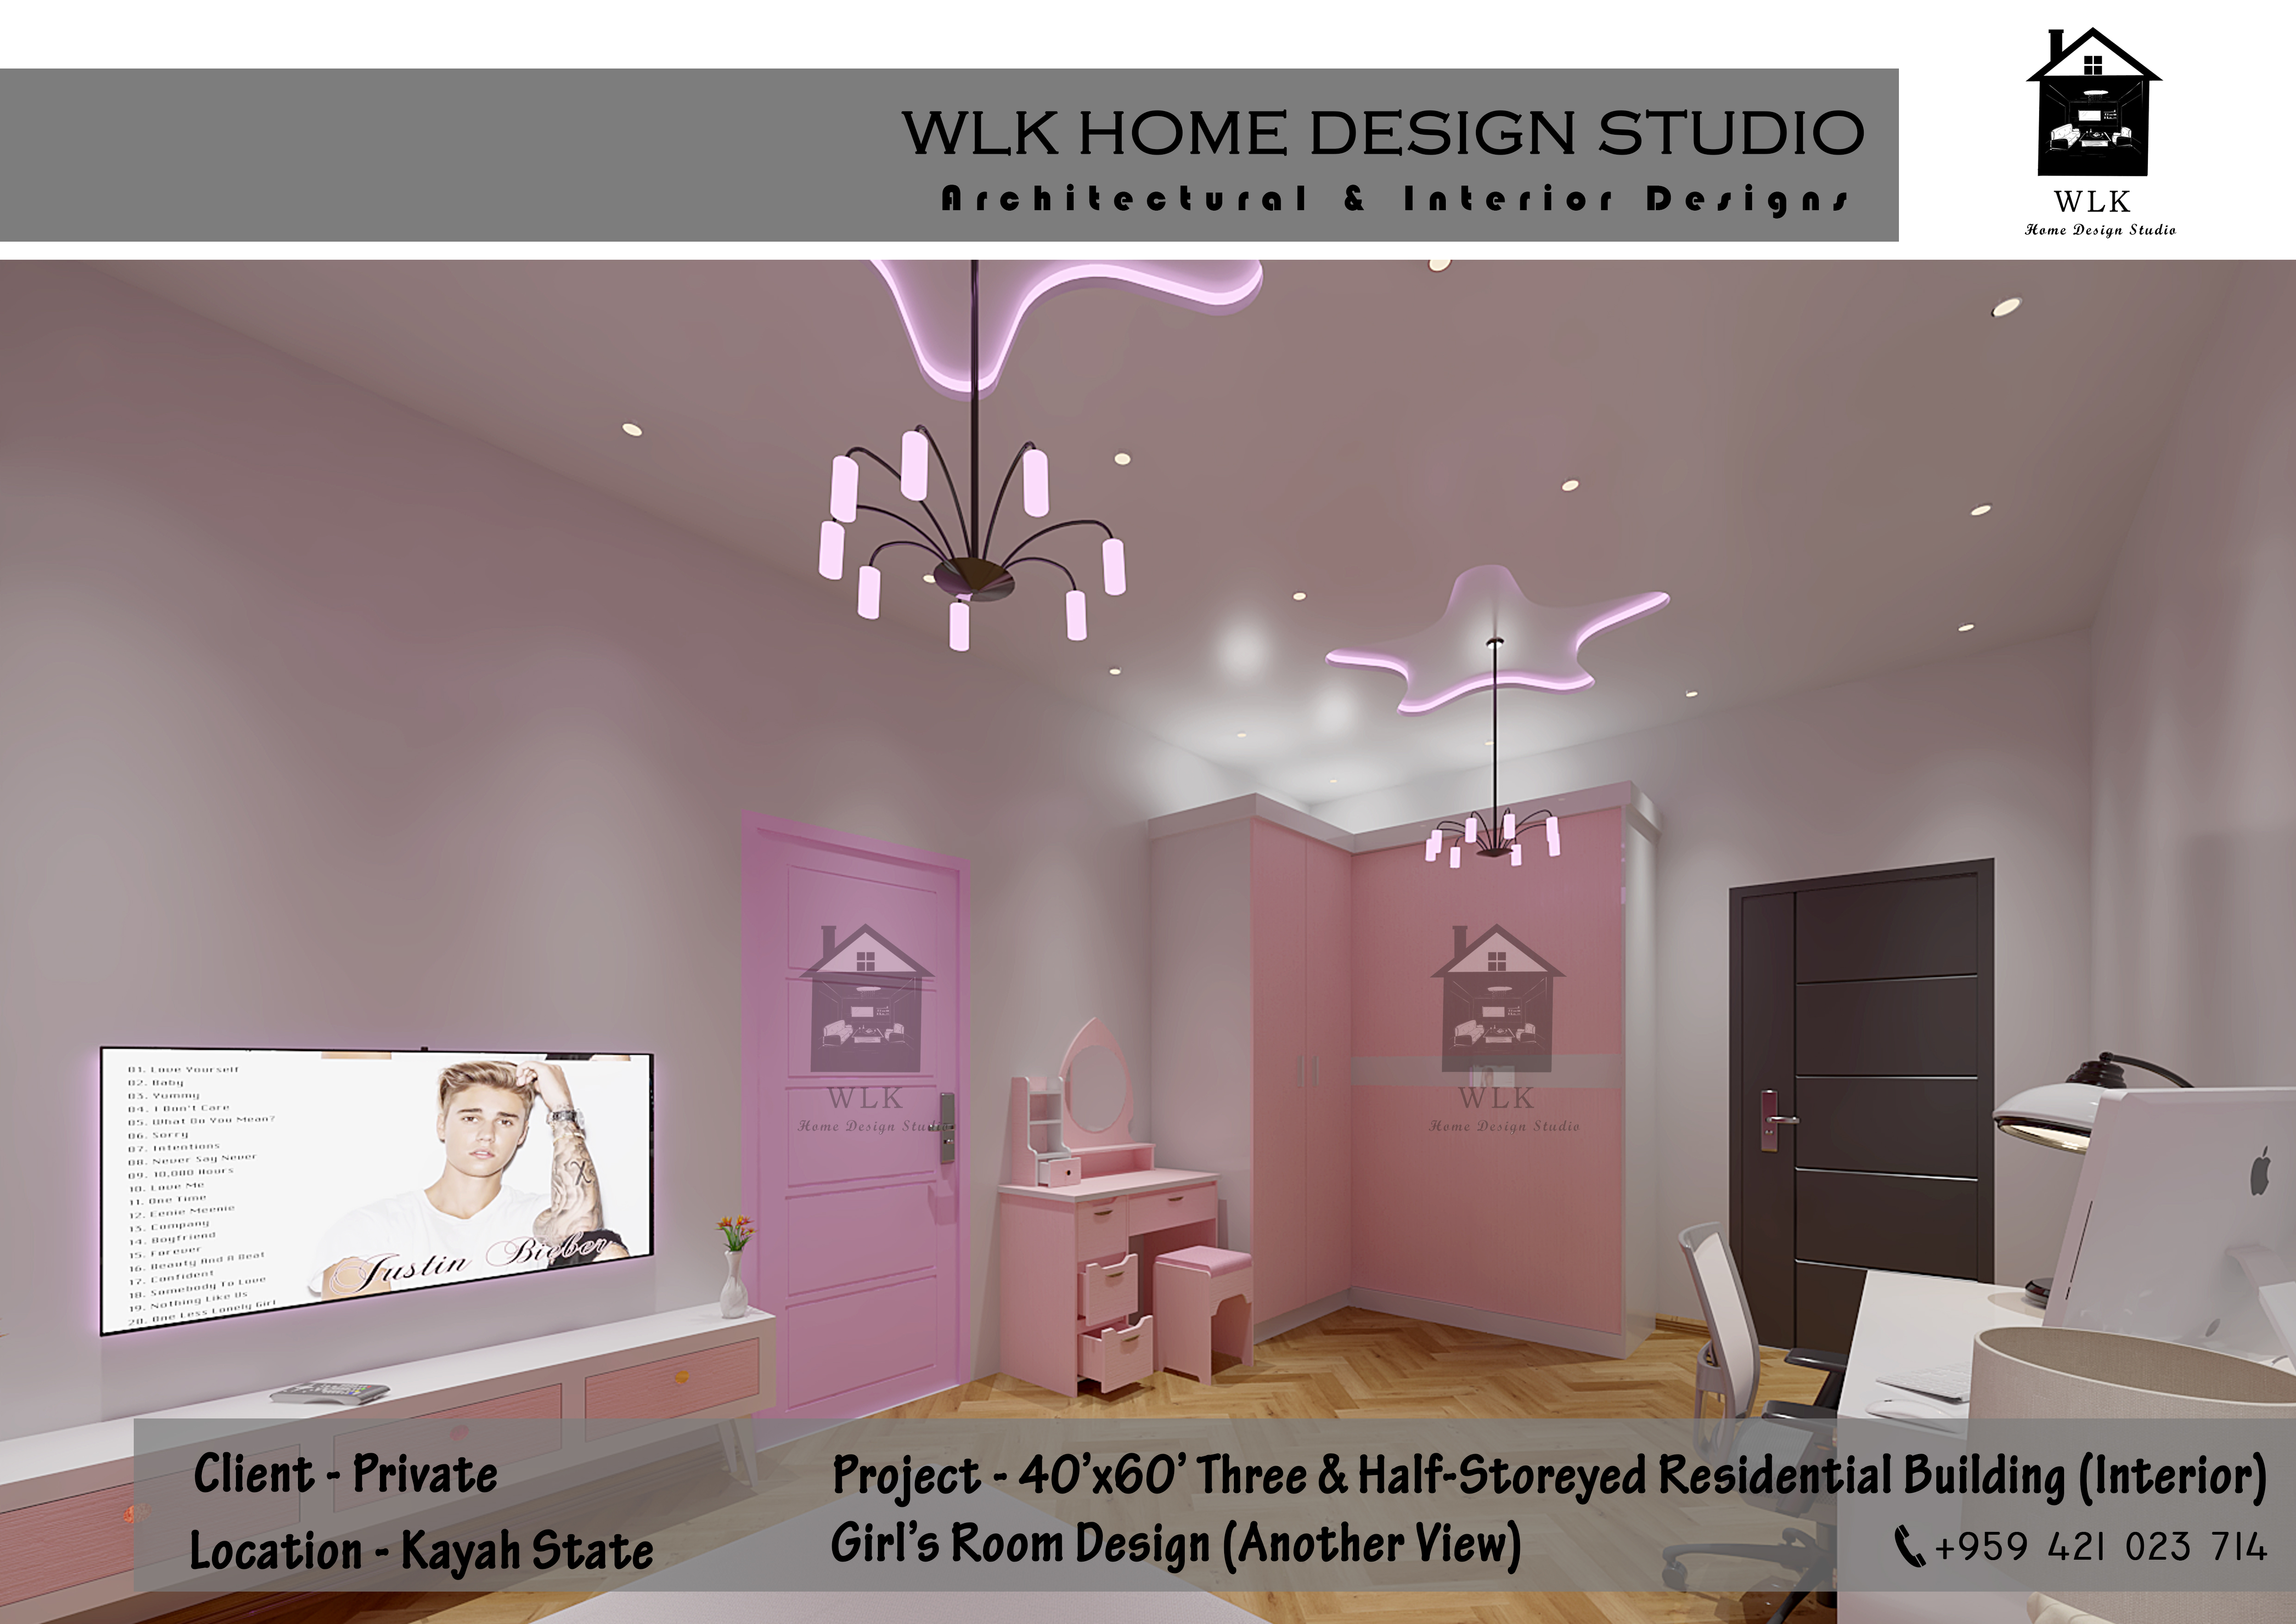 WLK HOME DESIGN STUDIO
Architectural & Interior Designs
WLK
Home Design Studio
WLK
Home Design Studio
WLK
Home Design Studio
01. Love Yourself
02. Baby
03. Yummy
04. I Don't Care
05. What Do You Mean?
06. Sorry
07. Intentions
08. Never Say Never
09. 10,000 Hours
10. Love Me
11. One Time
12. Eenie Meenie
13. Company
14. Boyfriend
15. Forever
16. Beauty And A Beat
17. Confident
18. Somebody To Love
19. Nothing Like Us
20. One Less Lonely Girl
Justin Bieber
Client - Private
Location - Kayah State
Project - 40'x60' Three & Half-Storeyed Residential Building (Interior)
Girl's Room Design (Another View)
+959 421 023 714